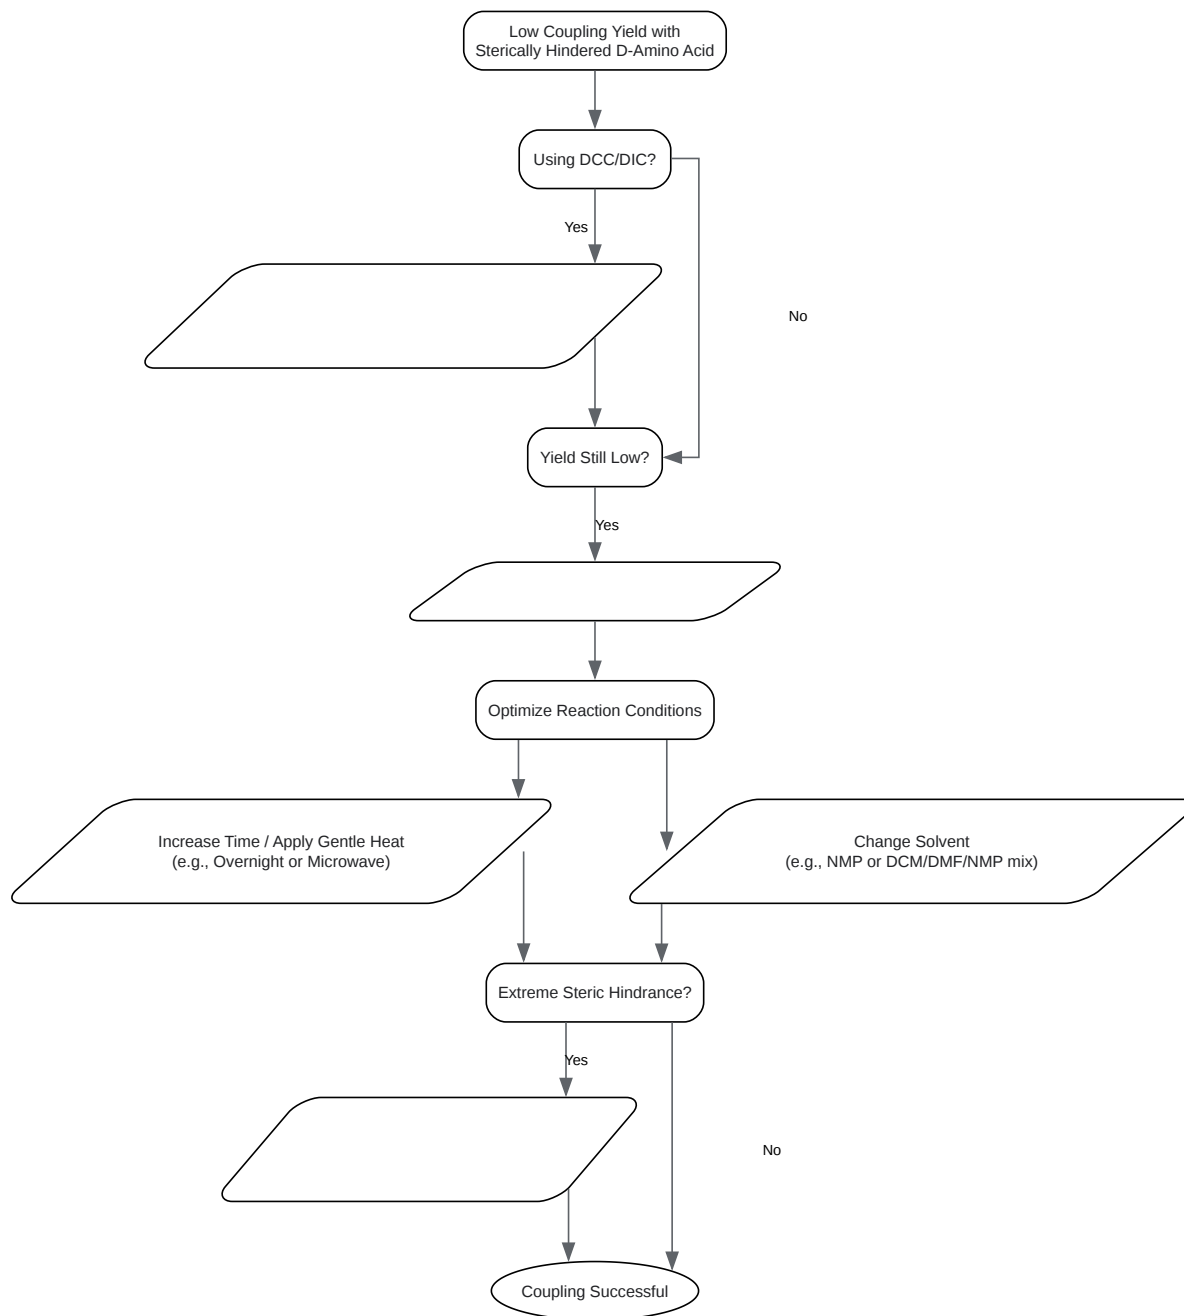 Low Coupling Yield with
Sterically Hindered D-Amino Acid
Using DCC/DIC?
Yes
No
Yield Still Low?
Yes
Optimize Reaction Conditions
Increase Time / Apply Gentle Heat
(e.g., Overnight or Microwave)
Change Solvent
(e.g., NMP or DCM/DMF/NMP mix)
Extreme Steric Hindrance?
Yes
No
Coupling Successful